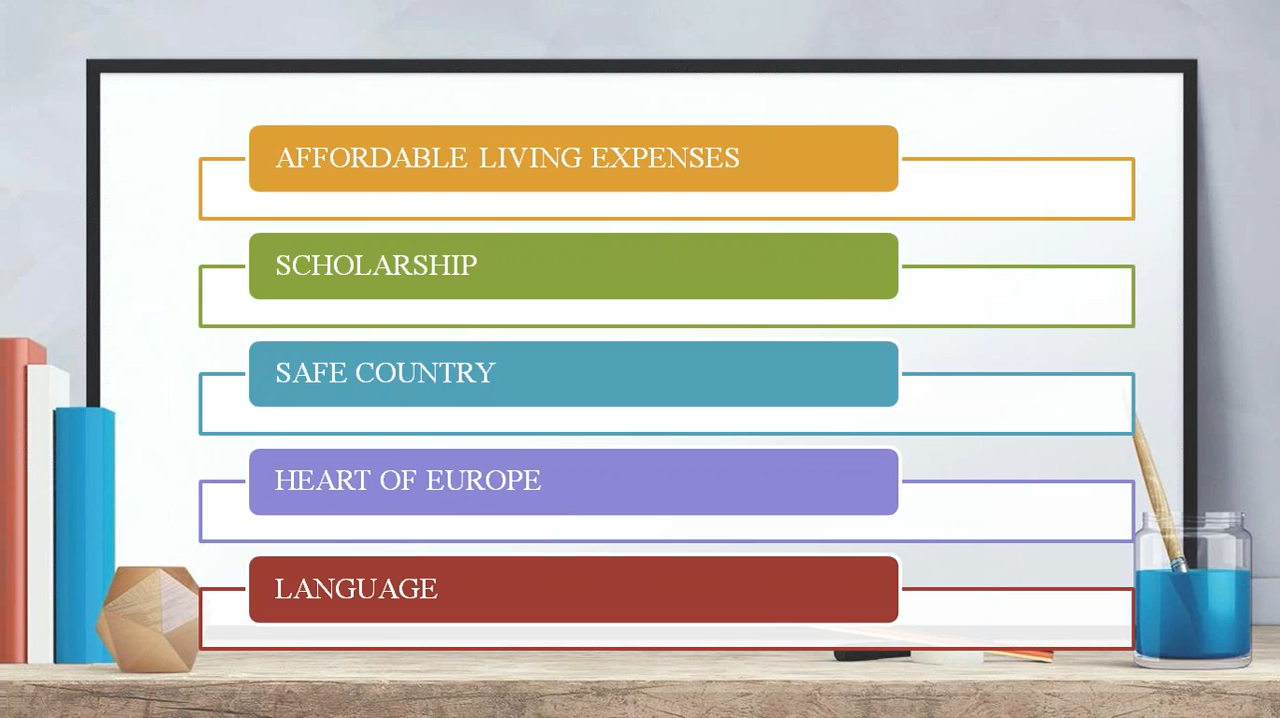 AFFORDABLE LIVING EXPENSES
SCHOLARSHIP
SAFE COUNTRY
HEART OF EUROPE
LANGUAGE